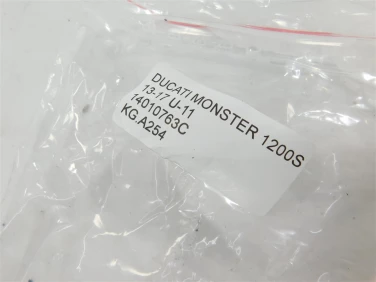 DUCATI MONSTER 1200S
13-17 U-11
14010763C
KG.A254